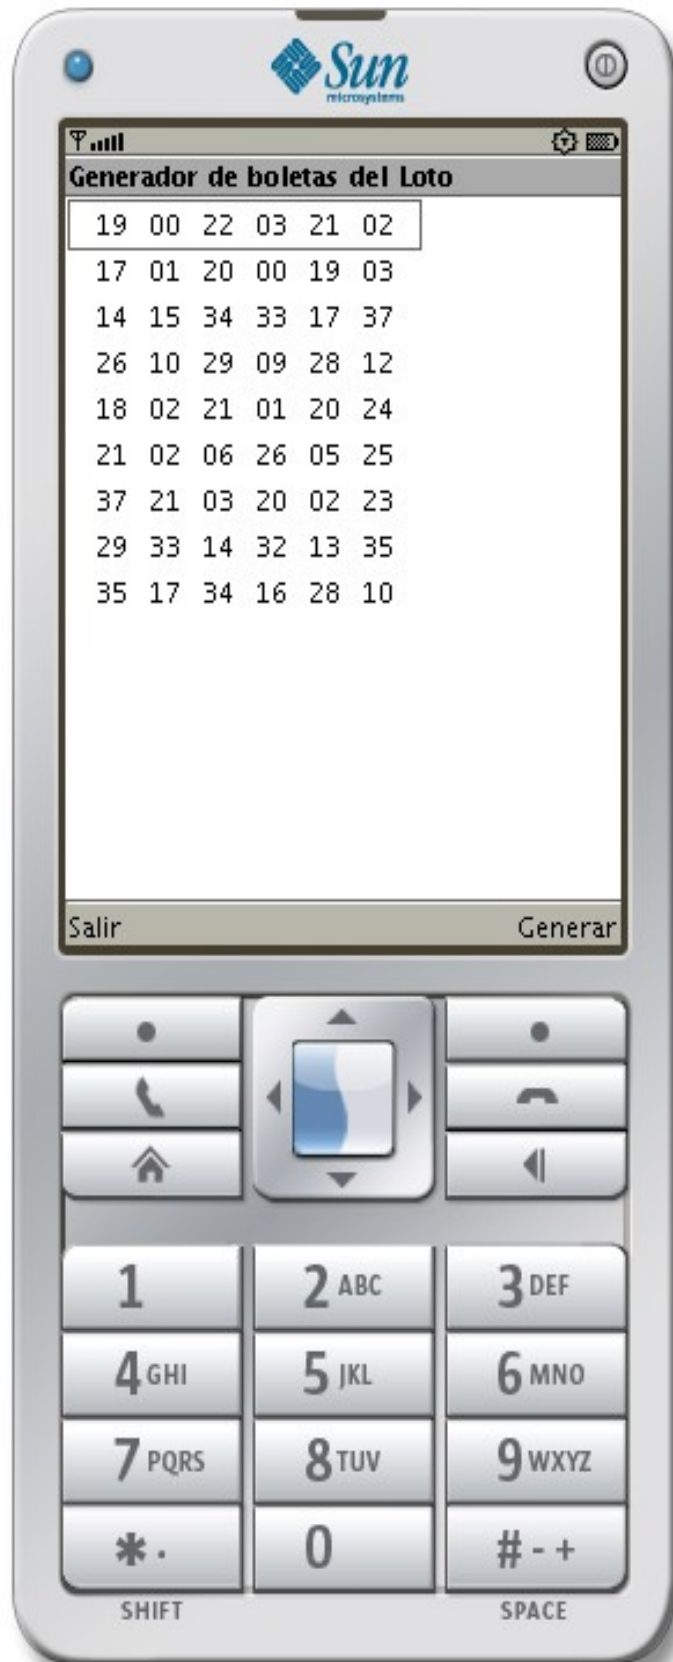 Sun
microsystems
Generador de boletas del Loto
19 00 22 03 21 02
17 01 20 00 19 03
14 15 34 33 17 37
26 10 29 09 28 12
18 02 21 01 20 24
21 02 06 26 05 25
37 21 03 20 02 23
29 33 14 32 13 35
35 17 34 16 28 10
Salir Generar
1 2 ABC 3 DEF
4 GHI 5 JKL 6 MNO
7 PQRS 8 TUV 9 WXYZ
* . 0 # - +
SHIFT SPACE